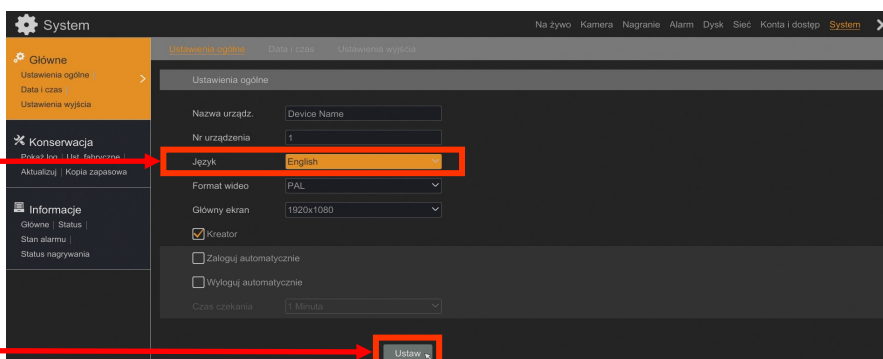 System
Na żywo Kamera Nagranie Alarm Dysk Sieć Konta i dostęp System
Główne
Ustawienia ogólne
Data i czas
Ustawienia wyjścia
Konserwacja
Pokaż log | Ust. fabryczne |
Aktualizuj | Kopia zapasowa
Informacje
Główne | Status |
Stan alarmu |
Status nagrywania
Ustawienia ogólne Data i czas Ustawienia wyjścia
Ustawienia ogólne
Nazwa urządz. Device Name
Nr urządzenia 1
Język English
Format wideo PAL
Główny ekran 1920x1080
Kreator
Zaloguj automatycznie
Wyloguj automatycznie
Czas czekania 1 Minuta
Ustaw